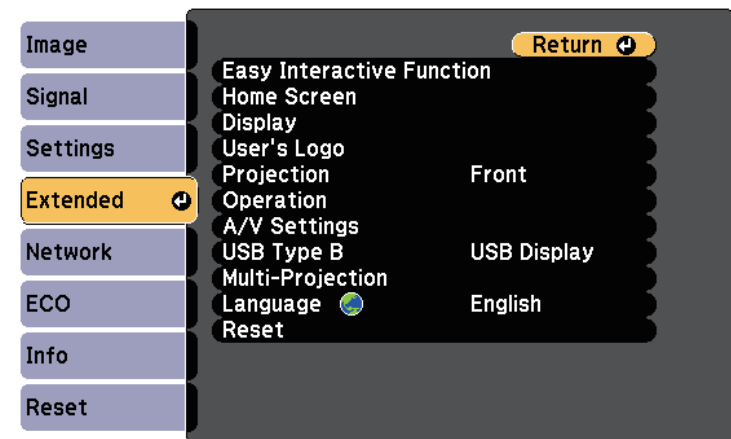 Image
Signal
Settings
Extended
Network
ECO
Info
Reset
Return
Easy Interactive Function
Home Screen
Display
User's Logo
Projection Front
Operation
A/V Settings
USB Type B USB Display
Multi-Projection
Language English
Reset